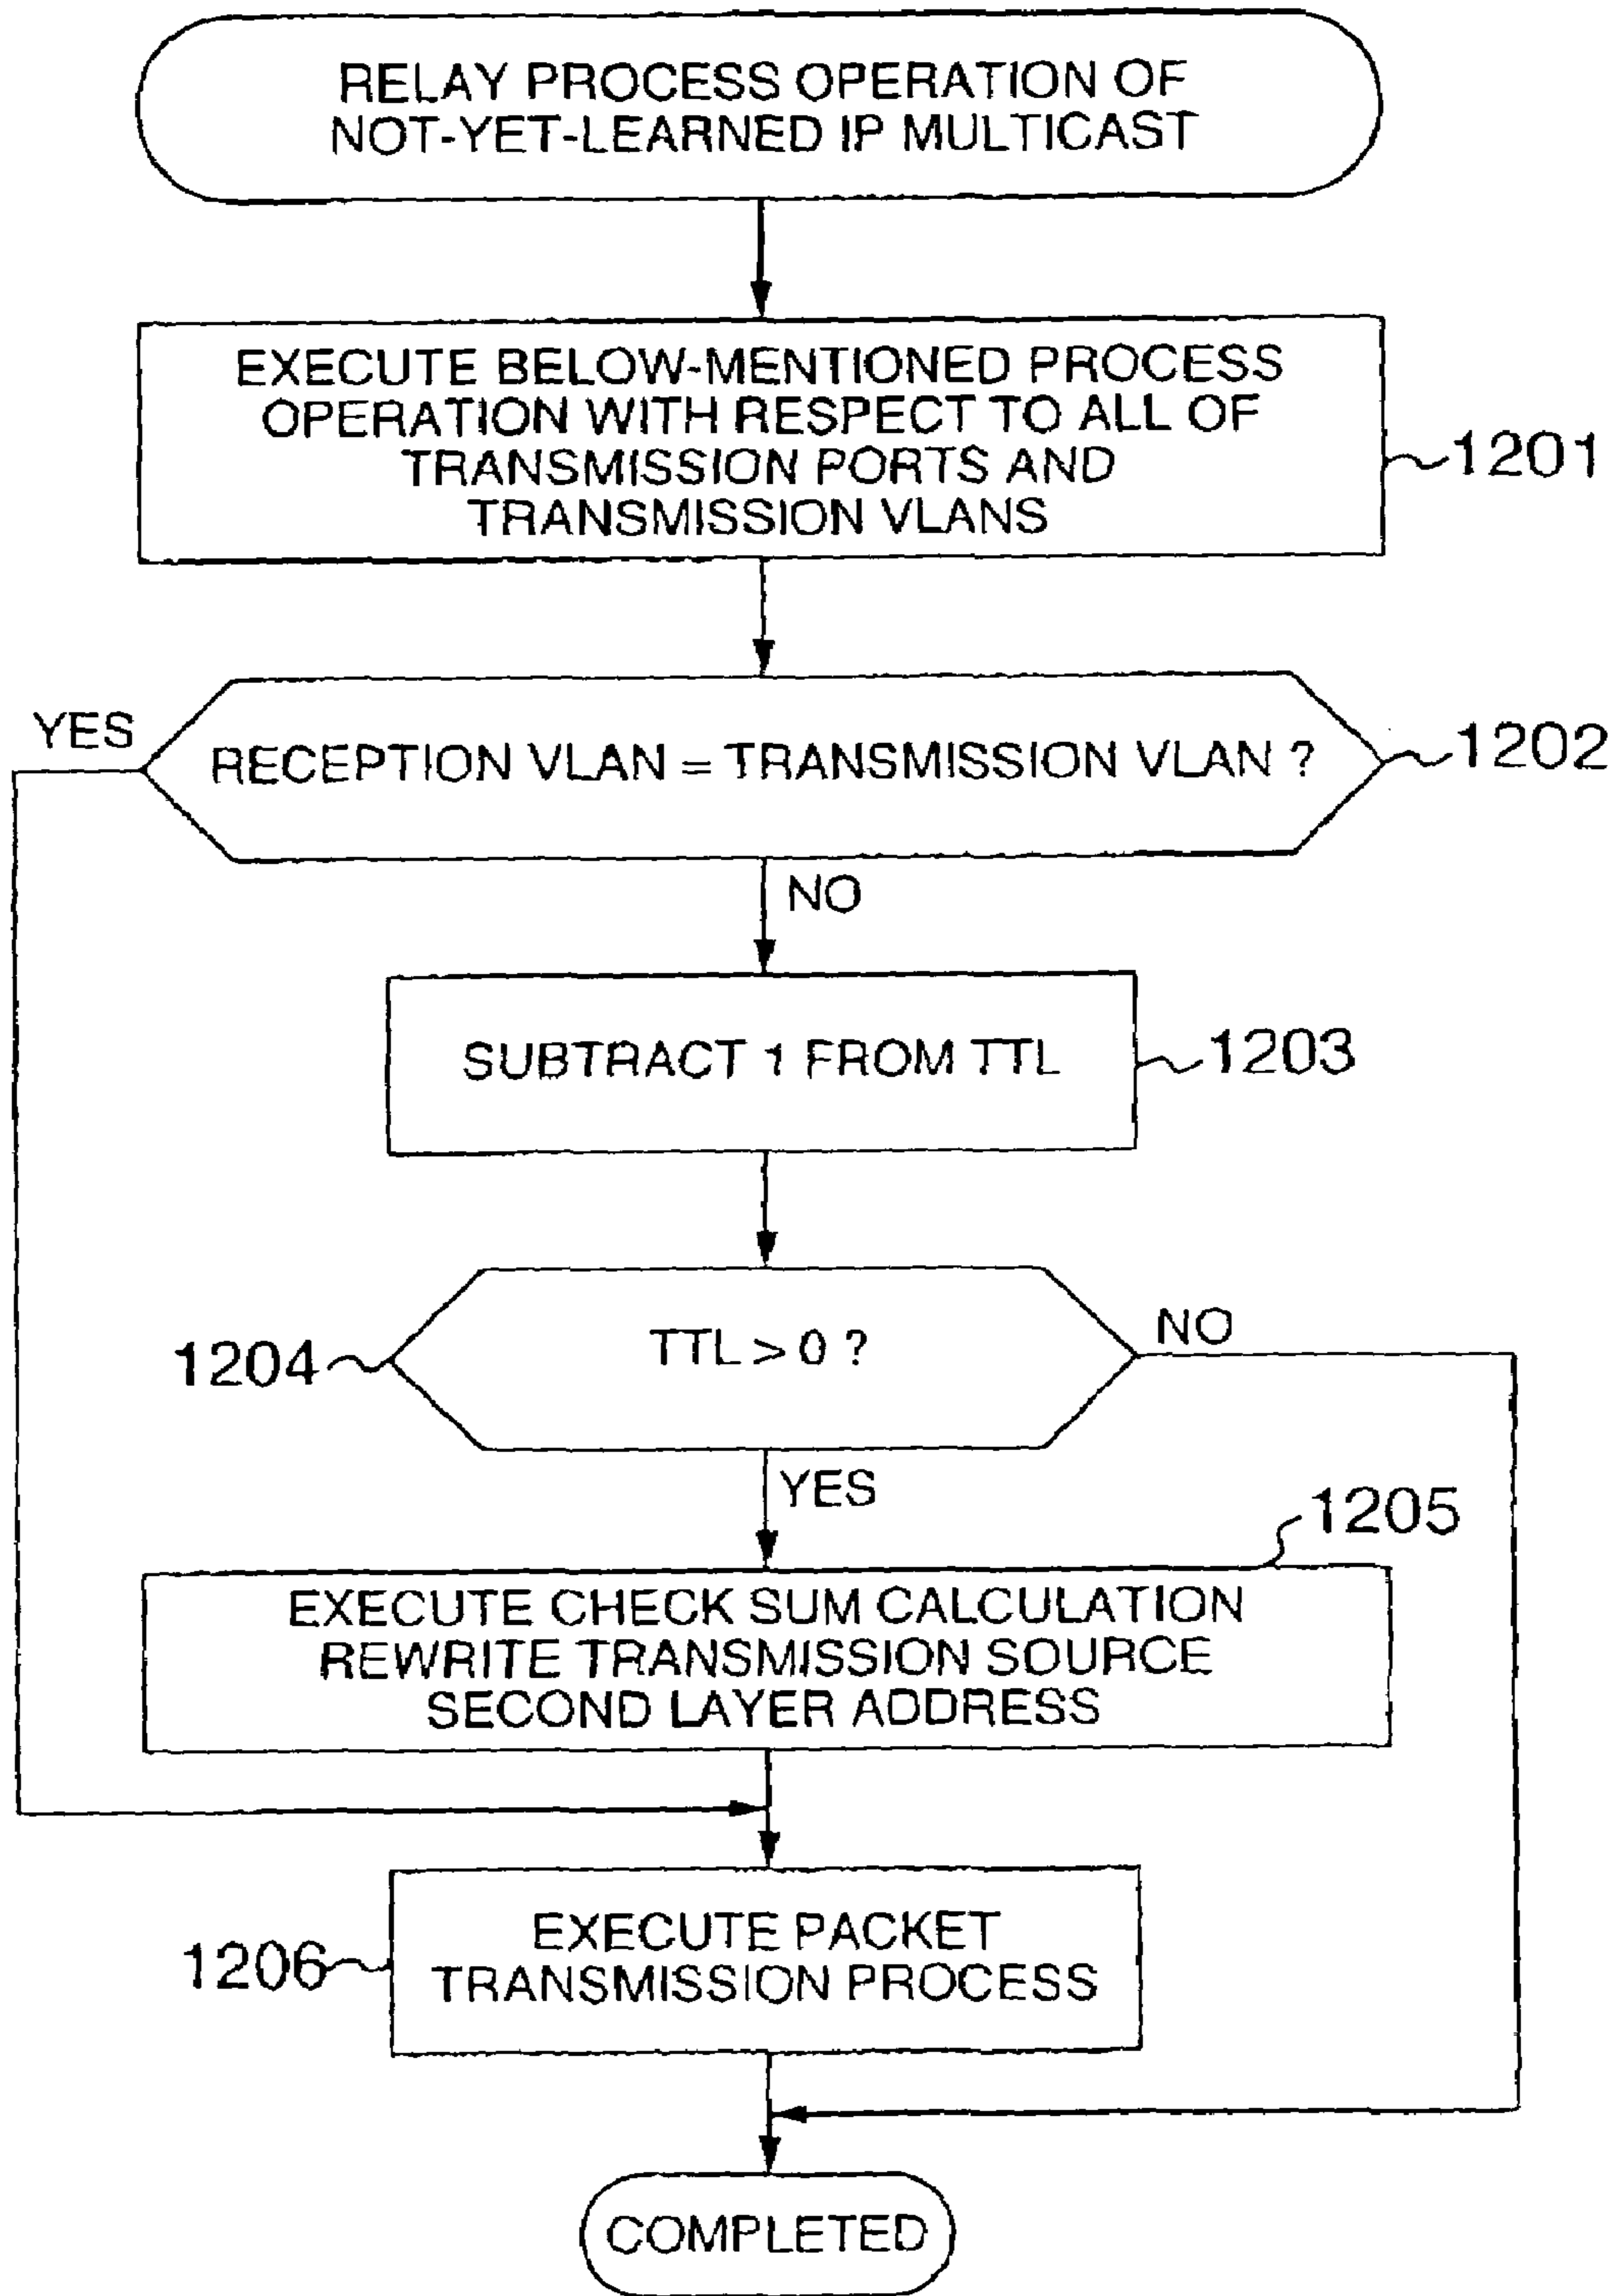 RELAY PROCESS OPERATION OF
NOT-YET-LEARNED IP MULTICAST
EXECUTE BELOW-MENTIONED PROCESS
OPERATION WITH RESPECT TO ALL OF
TRANSMISSION PORTS AND
TRANSMISSION VLANS
1201
YES
RECEPTION VLAN = TRANSMISSION VLAN ?
1202
NO
SUBTRACT 1 FROM TTL
1203
1204
TTL > 0 ?
NO
YES
1205
EXECUTE CHECK SUM CALCULATION
REWRITE TRANSMISSION SOURCE
SECOND LAYER ADDRESS
1206
EXECUTE PACKET
TRANSMISSION PROCESS
COMPLETED